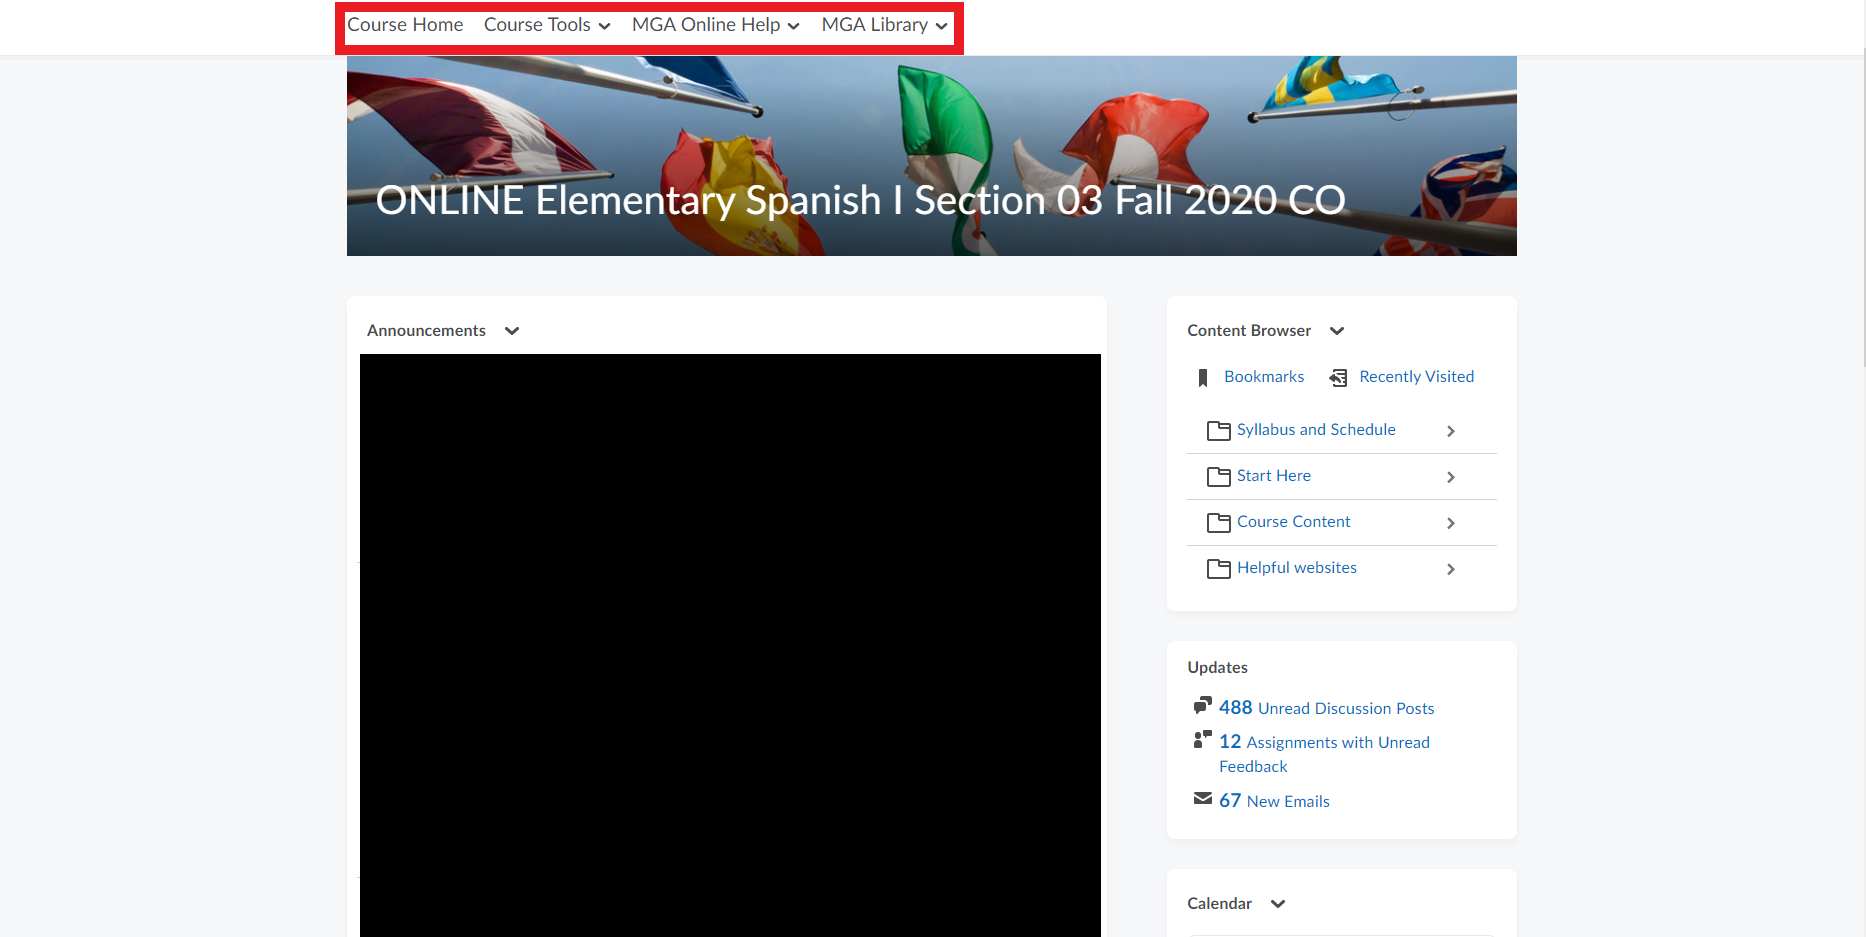 Course Home Course Tools MGA Online Help MGA Library
ONLINE Elementary Spanish I Section 03 Fall 2020 CO
Announcements
Content Browser
Bookmarks Recently Visited
Syllabus and Schedule
Start Here
Course Content
Helpful websites
Updates
488 Unread Discussion Posts
12 Assignments with Unread
Feedback
67 New Emails
Calendar